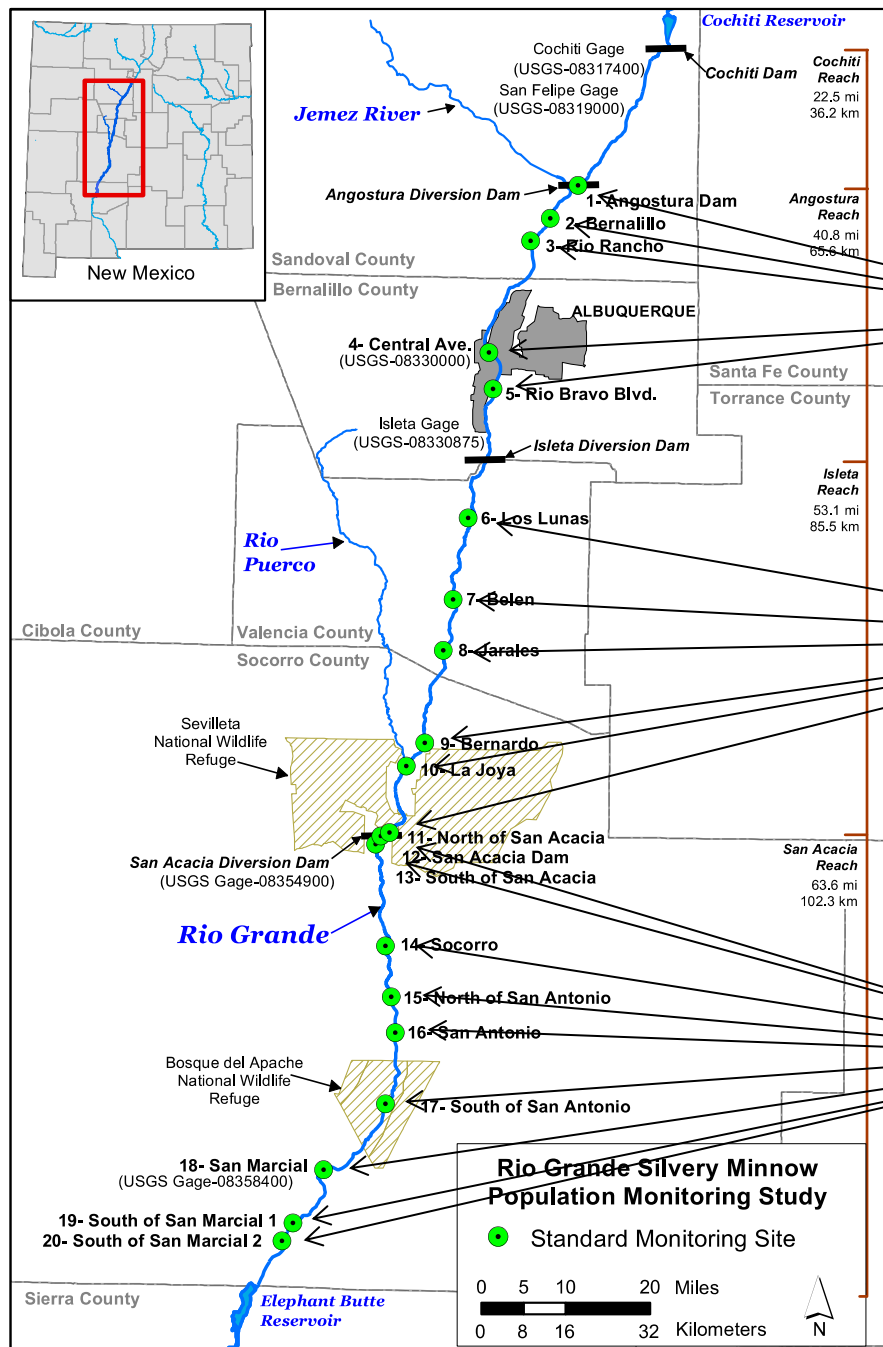 Cochiti Reservoir
Cochiti Gage
(USGS-08317400)
San Felipe Gage
(USGS-08319000)
Cochiti Dam
Cochiti
Reach
22.5 mi
36.2 km
Jemez River
Angostura Diversion Dam
1- Angostura Dam
2- Bernalillo
3- Rio Rancho
Angostura
Reach
40.8 mi
65.6 km
New Mexico
Sandoval County
Bernalillo County
ALBUQUERQUE
4- Central Ave.
(USGS-08330000)
5- Rio Bravo Blvd.
Santa Fe County
Torrance County
Isleta Gage
(USGS-08330875)
Isleta Diversion Dam
Isleta
Reach
53.1 mi
85.5 km
6- Los Lunas
Rio
Puerco
7- Belen
Cibola County
Valencia County
8- Jarales
Socorro County
Sevilleta
National Wildlife
Refuge
9- Bernardo
10- La Joya
11- North of San Acacia
San Acacia Diversion Dam
(USGS Gage-08354900)
12- San Acacia Dam
13- South of San Acacia
San Acacia
Reach
63.6 mi
102.3 km
Rio Grande
14- Socorro
15- North of San Antonio
16- San Antonio
Bosque del Apache
National Wildlife
Refuge
17- South of San Antonio
18- San Marcial
(USGS Gage-08358400)
19- South of San Marcial 1
20- South of San Marcial 2
Sierra County
Elephant Butte
Reservoir
Rio Grande Silvery Minnow
Population Monitoring Study
Standard Monitoring Site
0 5 10 20 Miles
0 8 16 32 Kilometers
N